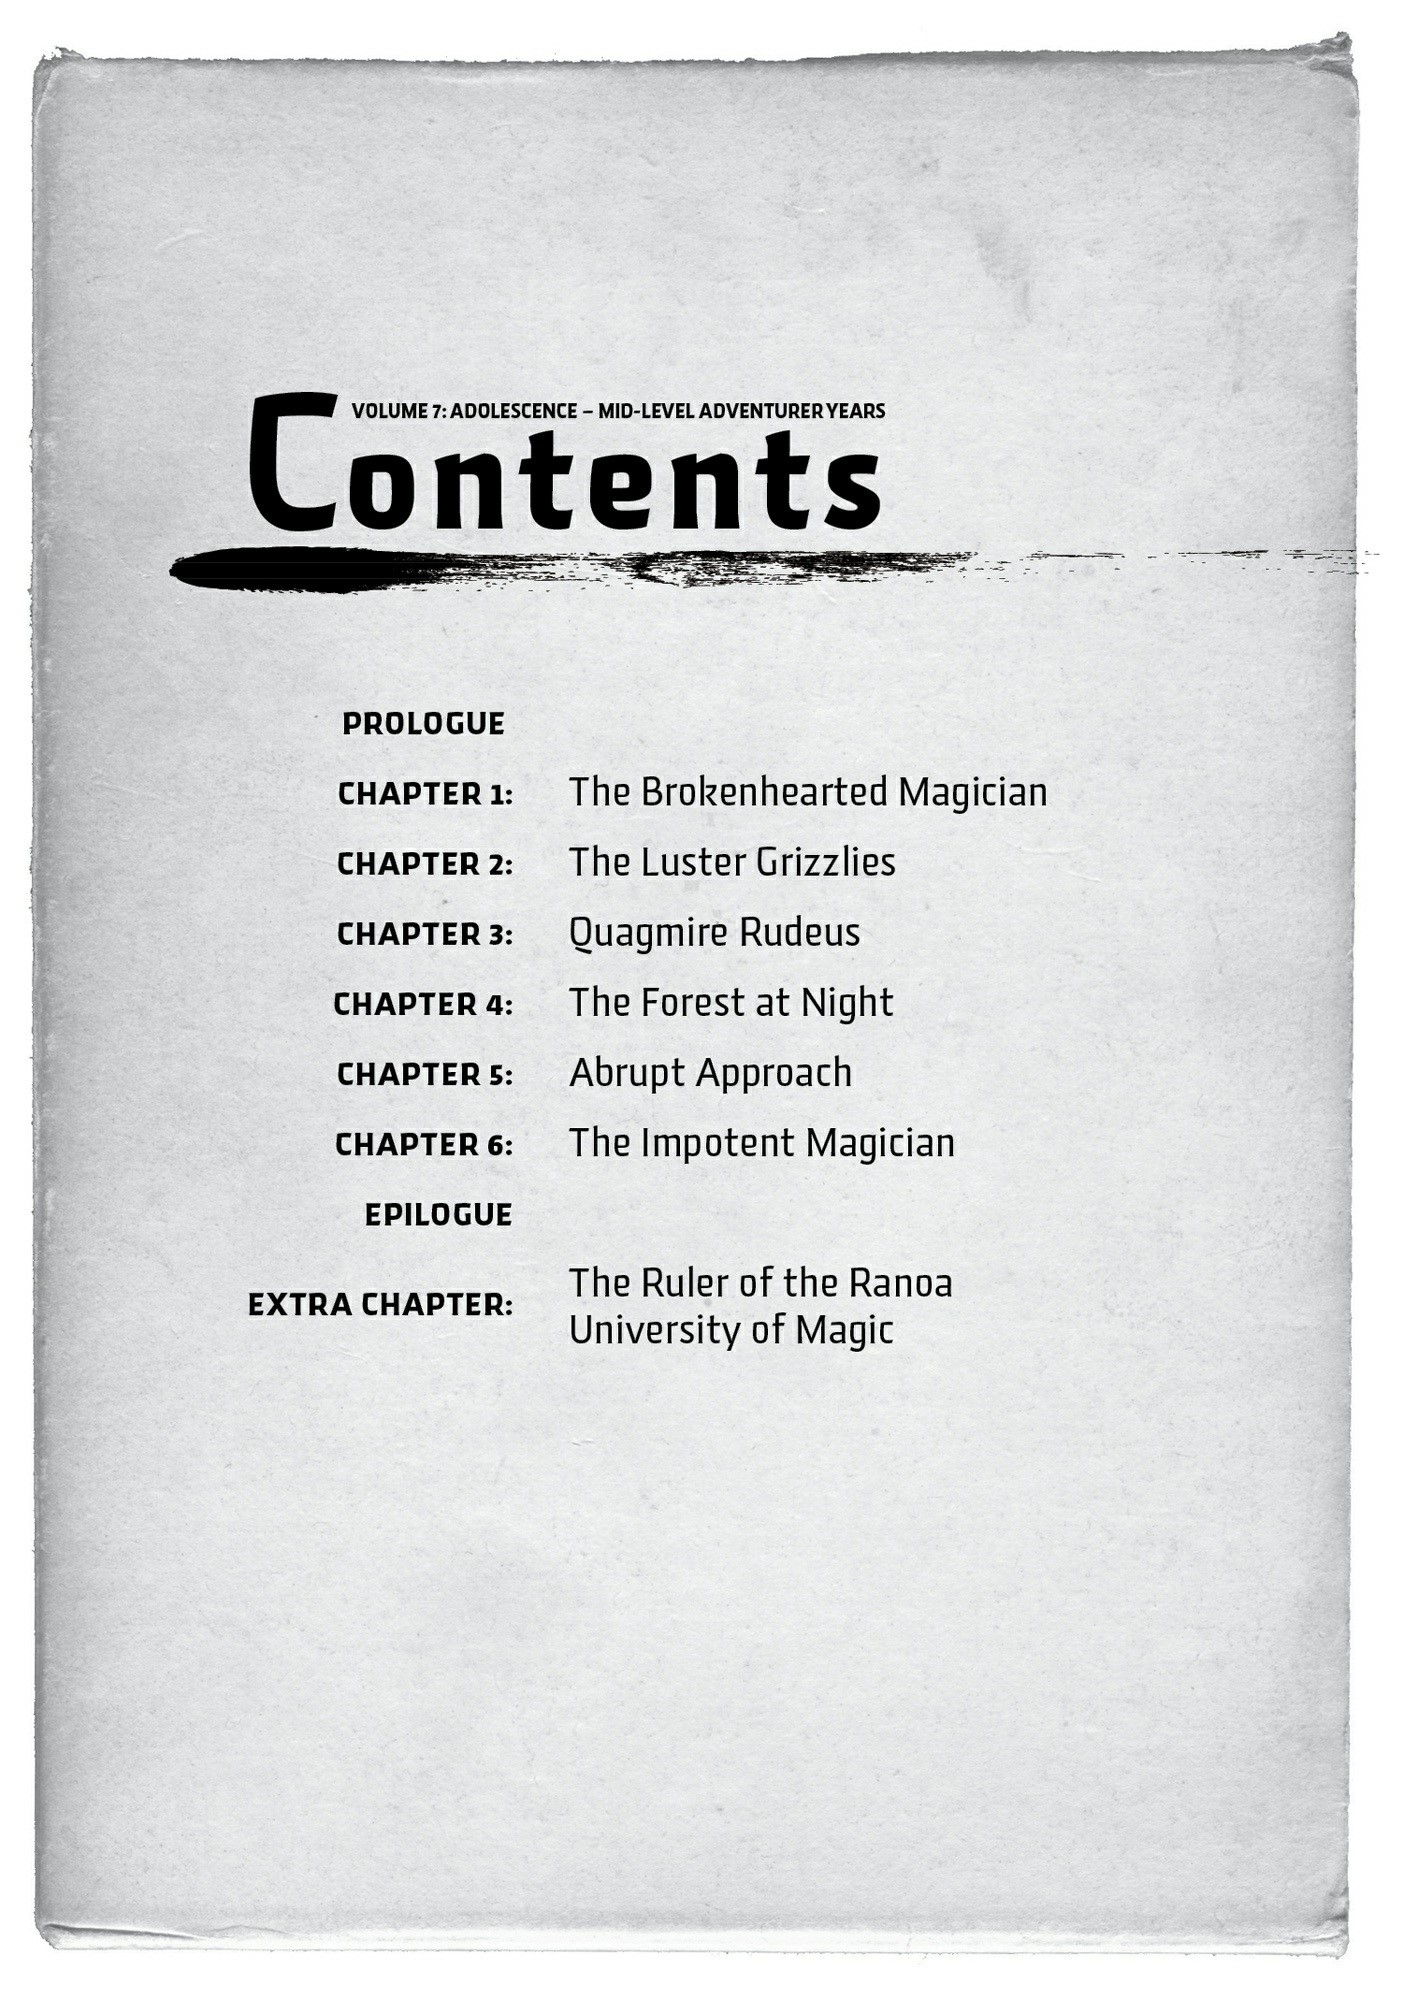 VOLUME 7: ADOLESCENCE – MID-LEVEL ADVENTURER YEARS
Contents
PROLOGUE
CHAPTER 1: The Brokenhearted Magician
CHAPTER 2: The Luster Grizzlies
CHAPTER 3: Quagmire Rudeus
CHAPTER 4: The Forest at Night
CHAPTER 5: Abrupt Approach
CHAPTER 6: The Impotent Magician
EPILOGUE
EXTRA CHAPTER: The Ruler of the Ranoa
University of Magic